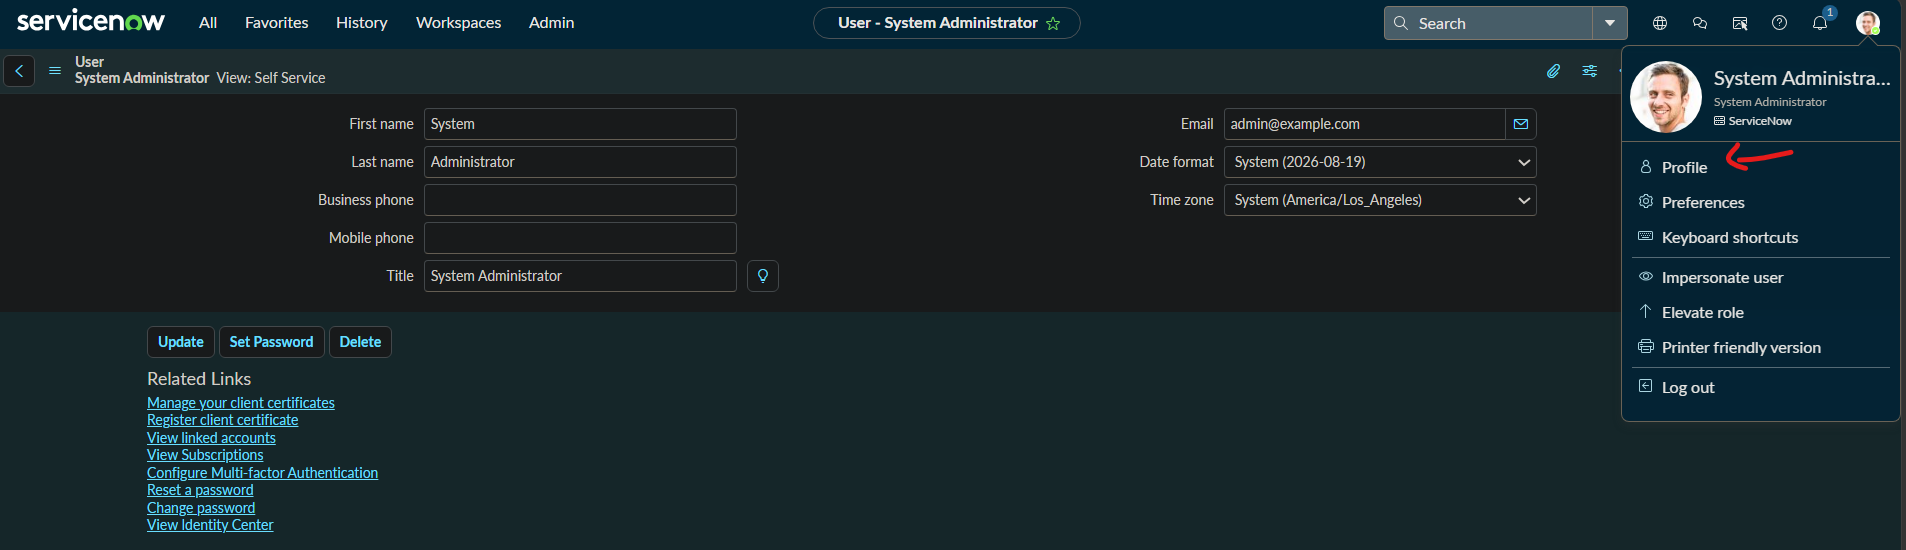 servicenow All Favorites History Workspaces Admin User - System Administrator Search 1
User
System Administrator View: Self Service
First name System
Last name Administrator
Business phone
Mobile phone
Title System Administrator
Email admin@example.com
Date format System (2026-08-19)
Time zone System (America/Los_Angeles)
Update Set Password Delete
Related Links
Manage your client certificates
Register client certificate
View linked accounts
View Subscriptions
Configure Multi-factor Authentication
Reset a password
Change password
View Identity Center
System Administra...
System Administrator
ServiceNow
Profile
Preferences
Keyboard shortcuts
Impersonate user
Elevate role
Printer friendly version
Log out